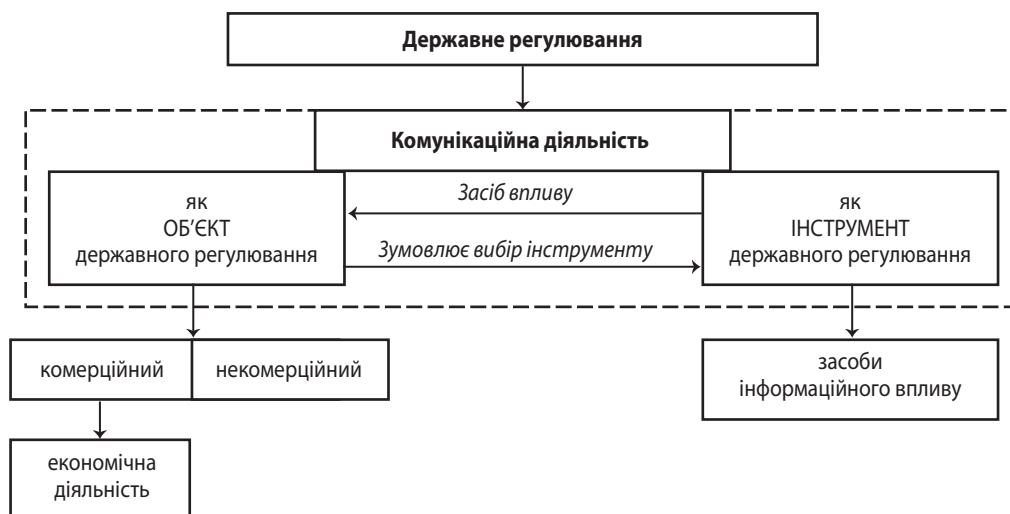 Державне регулювання
Комунікаційна діяльність
як
ОБ’ЄКТ
державного регулювання
Засіб впливу
Зумовлює вибір інструменту
як
ІНСТРУМЕНТ
державного регулювання
комерційний
некомерційний
засоби
інформаційного впливу
економічна
діяльність